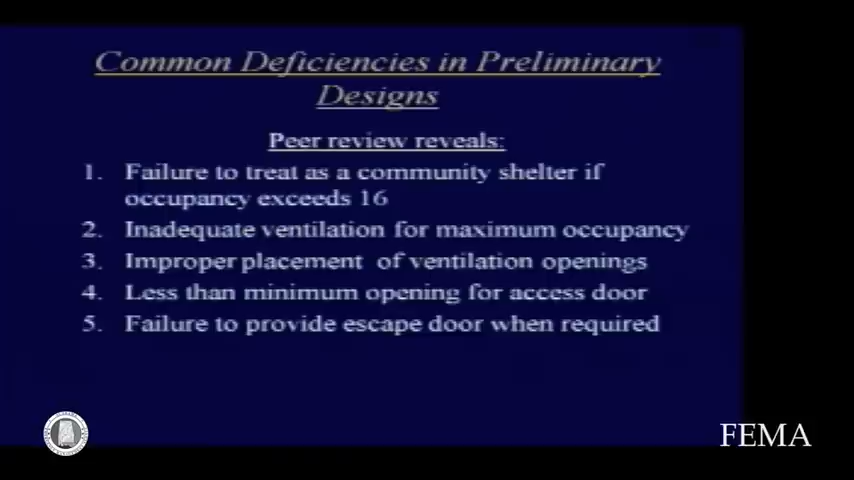 Common Deficiencies in Preliminary
Designs
Peer review reveals:
1. Failure to treat as a community shelter if
occupancy exceeds 16
2. Inadequate ventilation for maximum occupancy
3. Improper placement of ventilation openings
4. Less than minimum opening for access door
5. Failure to provide escape door when required
FEMA